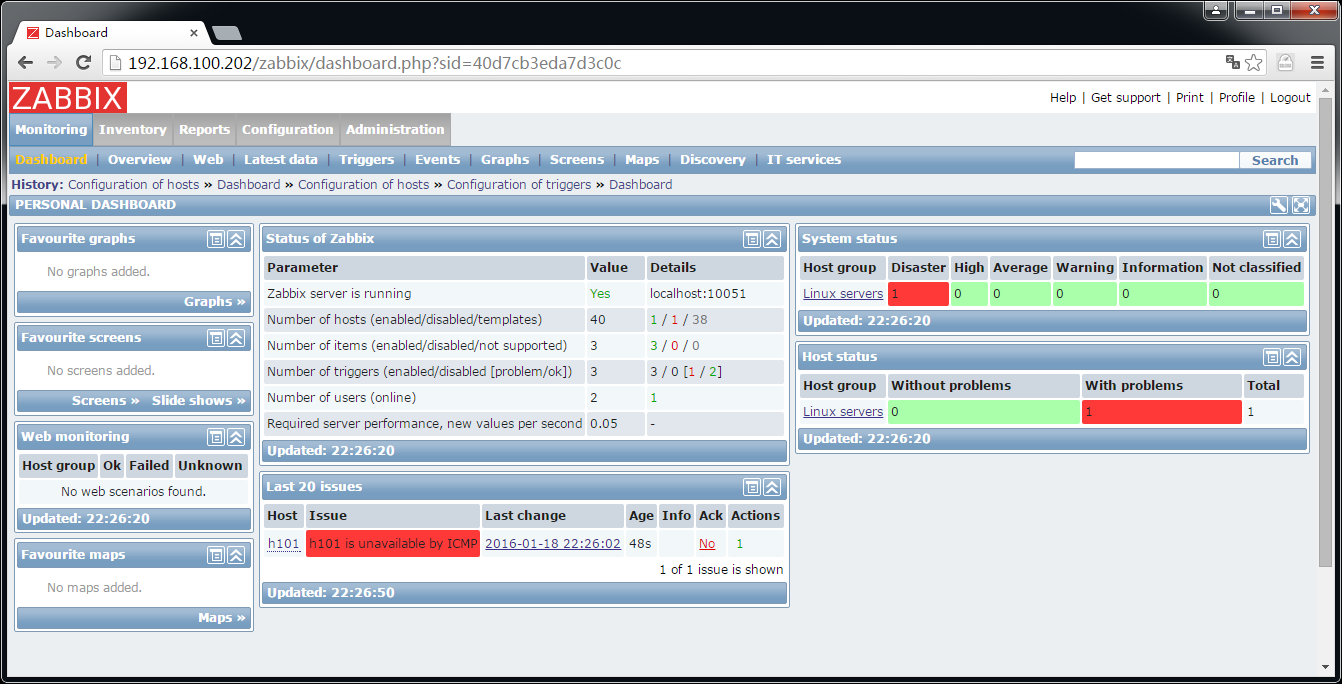 Dashboard
192.168.100.202/zabbix/dashboard.php?sid=40d7cb3eda7d3c0c
ZABBIX
Help | Get support | Print | Profile | Logout
Monitoring Inventory Reports Configuration Administration
Dashboard | Overview | Web | Latest data | Triggers | Events | Graphs | Screens | Maps | Discovery | IT services
Search
History: Configuration of hosts » Dashboard » Configuration of hosts » Configuration of triggers » Dashboard
PERSONAL DASHBOARD
Favourite graphs
No graphs added.
Graphs »
Favourite screens
No screens added.
Screens » Slide shows »
Web monitoring
Host group Ok Failed Unknown
No web scenarios found.
Updated: 22:26:20
Favourite maps
No maps added.
Maps »
Status of Zabbix
Parameter Value Details
Zabbix server is running Yes localhost:10051
Number of hosts (enabled/disabled/templates) 40 1 / 1 / 38
Number of items (enabled/disabled/not supported) 3 3 / 0 / 0
Number of triggers (enabled/disabled [problem/ok]) 3 3 / 0 [1 / 2]
Number of users (online) 2 1
Required server performance, new values per second 0.05 -
Updated: 22:26:20
Last 20 issues
Host Issue Last change Age Info Ack Actions
h101 h101 is unavailable by ICMP 2016-01-18 22:26:02 48s No 1
1 of 1 issue is shown
Updated: 22:26:50
System status
Host group Disaster High Average Warning Information Not classified
Linux servers 1 0 0 0 0 0
Updated: 22:26:20
Host status
Host group Without problems With problems Total
Linux servers 0 1 1
Updated: 22:26:20